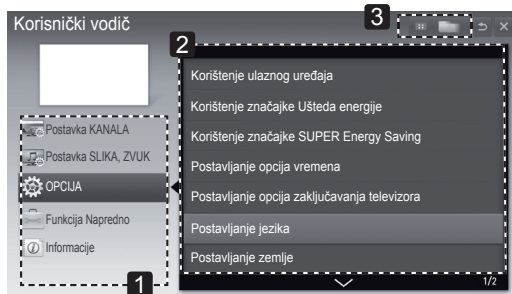 Korisnički vodič
3
2
Korištenje ulaznog uređaja
Korištenje značajke Ušteda energije
Korištenje značajke SUPER Energy Saving
Postavljanje opcija vremena
Postavljanje opcija zaključavanja televizora
Postavljanje jezika
Postavljanje zemlje
1/2
Postavka KANALA
Postavka SLIKA, ZVUK
OPCIJA
Funkcija Napredno
Informacije
1